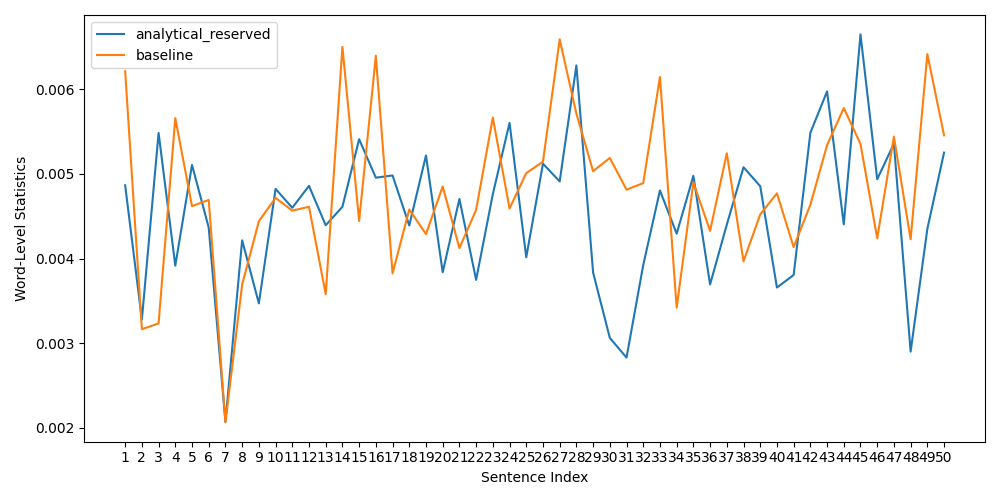 analytical_reserved
baseline
0.006
0.005
0.004
0.003
0.002
Word-Level Statistics
1 2 3 4 5 6 7 8 9 10 11 12 13 14 15 16 17 18 19 20 21 22 23 24 25 26 27 28 29 30 31 32 33 34 35 36 37 38 39 40 41 42 43 44 45 46 47 48 49 50
Sentence Index